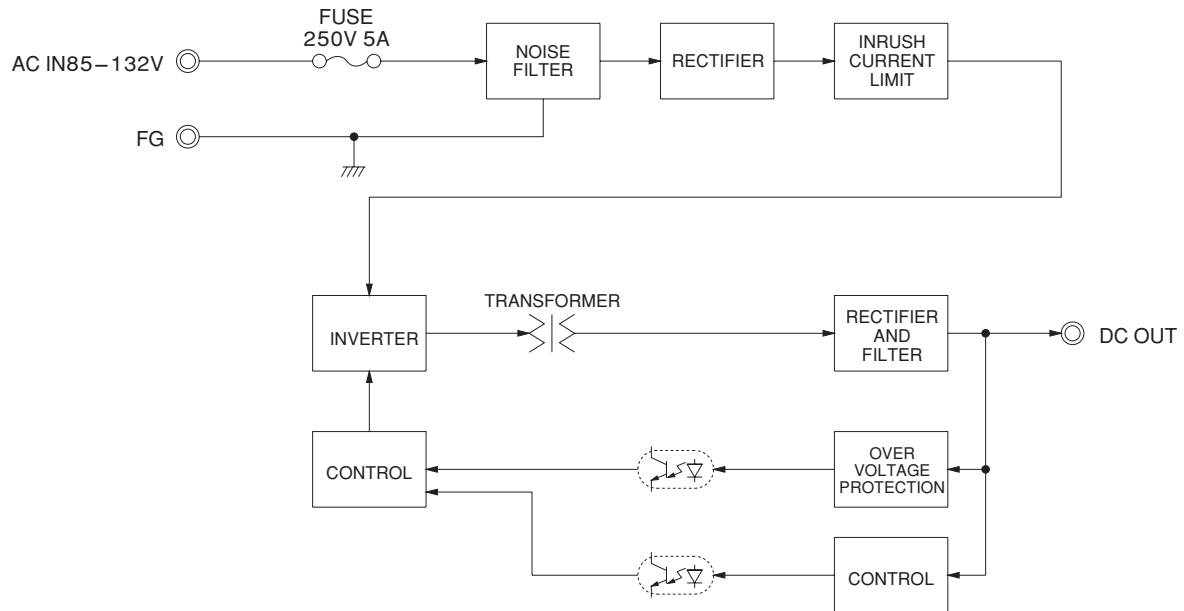 FUSE
250V 5A
AC IN85–132V
NOISE
FILTER
RECTIFIER
INRUSH
CURRENT
LIMIT
FG
TRANSFORMER
INVERTER
RECTIFIER
AND
FILTER
DC OUT
CONTROL
OVER
VOLTAGE
PROTECTION
CONTROL